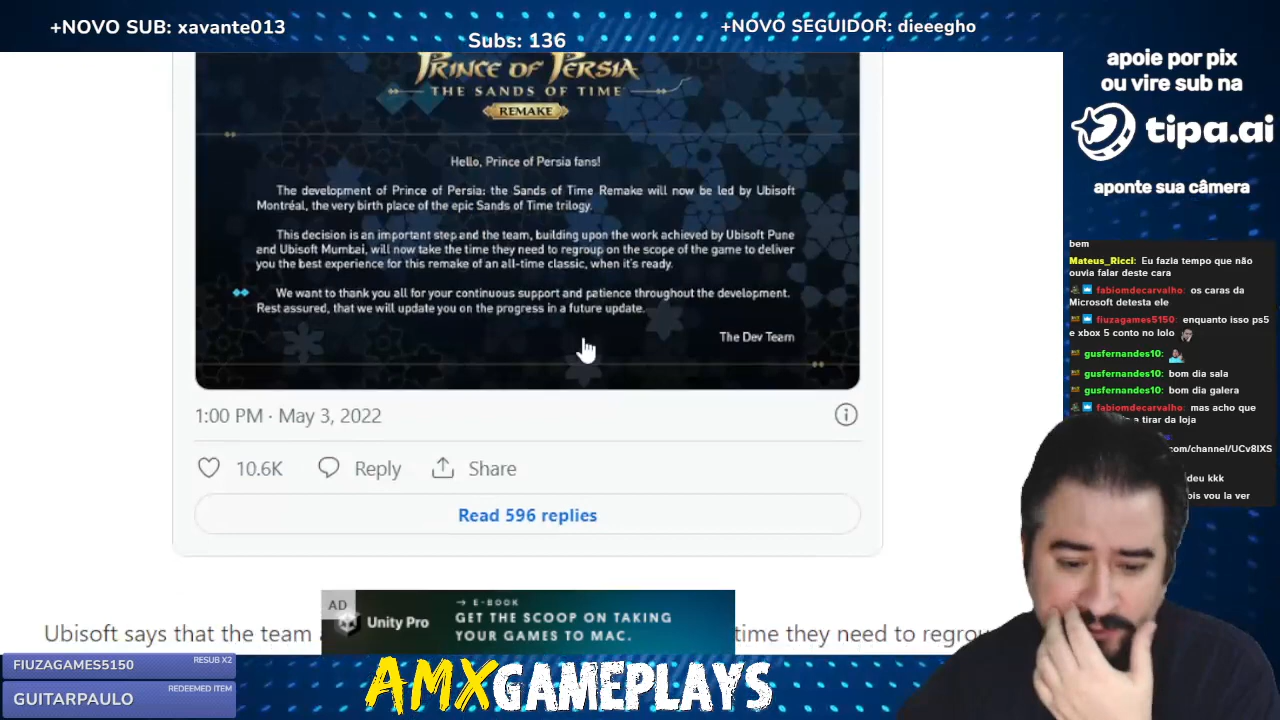 +NOVO SUB: xavante013
Subs: 136
+NOVO SEGUIDOR: dieeegho
PRINCE OF PERSIA
THE SANDS OF TIME
REMAKE
Hello, Prince of Persia fans!
The development of Prince of Persia: the Sands of Time Remake will now be led by Ubisoft
Montréal, the very birth place of the epic Sands of Time trilogy.
This decision is an important step and the team, building upon the work achieved by Ubisoft Pune
and Ubisoft Mumbai, will now take the time they need to regroup on the scope of the game to deliver
you the best experience for this remake of an all-time classic, when it's ready.
We want to thank you all for your continuous support and patience throughout the development.
Rest assured, that we will update you on the progress in a future update.
The Dev Team
1:00 PM · May 3, 2022
10.6K Reply Share
Read 596 replies
AD
Unity Pro
→ E-BOOK
GET THE SCOOP ON TAKING
YOUR GAMES TO MAC.
Ubisoft says that the team
time they need to
apoie por pix
ou vire sub na
tipa.ai
aponte sua câmera
bem
Mateus_Ricci: Eu fazia tempo que não
ouvia falar deste cara
fabiomdecarvalho: os caras da
Microsoft detesta ele
fiuzagames5150: enquanto isso ps5
e xbox 5 conto no lolo
gusfernandes10:
gusfernandes10: bom dia sala
gusfernandes10: bom dia galera
fabiomdecarvalho: mas acho que
a tirar da loja
com/channel/UCv8IXS
deu kkk
vou la ver
FIUZAGAMES5150 RESUB X2
GUITARPAULO REDEEMED ITEM
AMXGAMEPLAYS